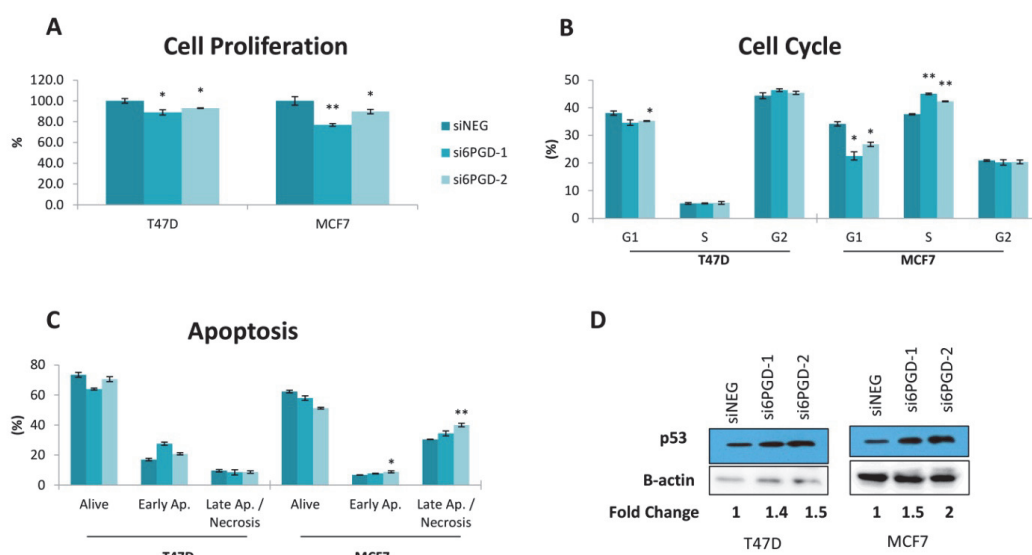 A
Cell Proliferation
120.0
100.0
80.0
60.0
40.0
20.0
0.0
%
* * ** *
T47D MCF7
siNEG
si6PGD-1
si6PGD-2
B
Cell Cycle
50
40
30
20
10
0
(%)
* * * ** **
G1 S G2 G1 S G2
T47D MCF7
C
Apoptosis
80
60
40
20
0
(%)
* **
Alive Early Ap. Late Ap. / Necrosis Alive Early Ap. Late Ap. / Necrosis
T47D MCF7
D
siNEG si6PGD-1 si6PGD-2 siNEG si6PGD-1 si6PGD-2
p53
B-actin
Fold Change 1 1.4 1.5 1 1.5 2
T47D MCF7